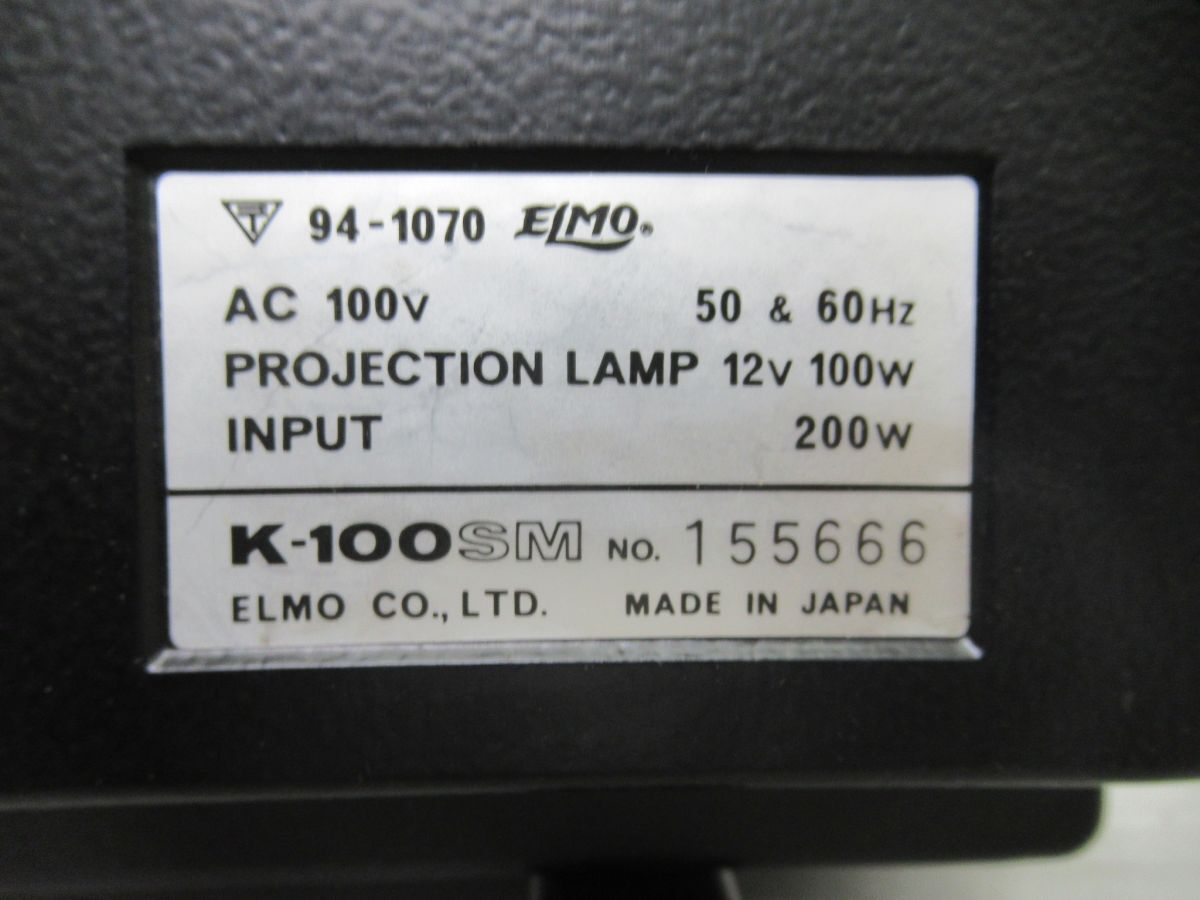 94-1070 ELMO®
AC 100V 50 & 60Hz
PROJECTION LAMP 12V 100W
INPUT 200W
K-100SM NO. 155666
ELMO CO., LTD. MADE IN JAPAN